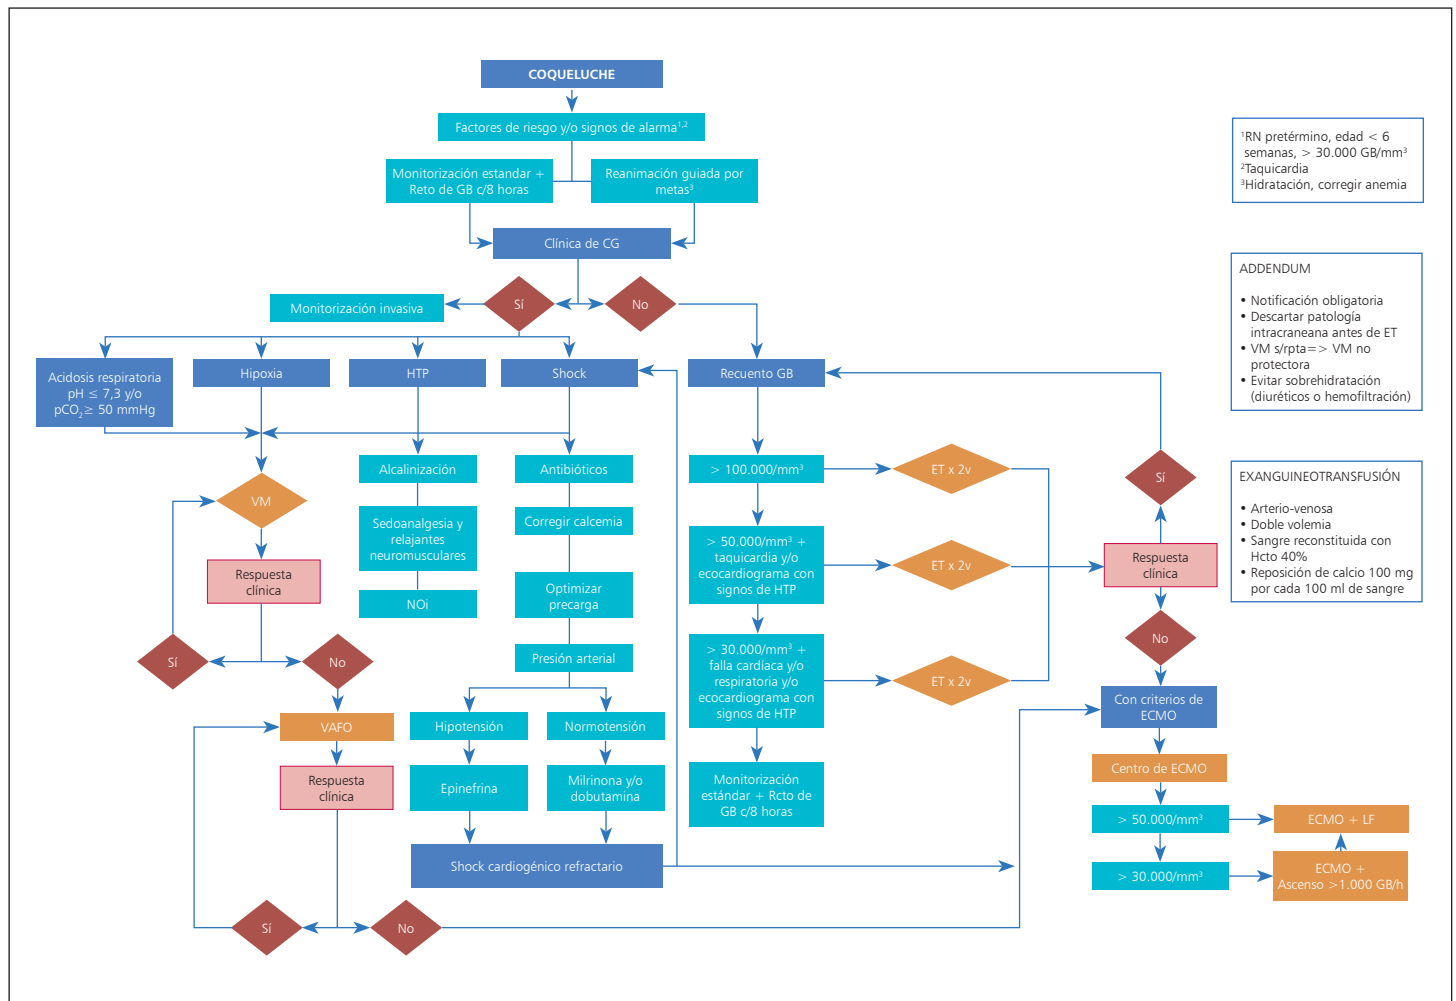 COQUELUCHE
Factores de riesgo y/o signos de alarma¹,²
Monitorización estandar +
Reto de GB c/8 horas
Reanimación guiada por
metas³
Clínica de CG
Monitorización invasiva
Sí
No
Acidosis respiratoria
pH ≤ 7,3 y/o
pCO₂≥ 50 mmHg
Hipoxia
HTP
Shock
Recuento GB
VM
Respuesta
clínica
Sí
No
VAFO
Respuesta
clínica
Sí
No
Alcalinización
Sedoanalgesia y
relajantes
neuromusculares
NOi
Antibióticos
Corregir calcemia
Optimizar
precarga
Presión arterial
Hipotensión
Normotensión
Epinefrina
Milrinona y/o
dobutamina
Shock cardiogénico refractario
> 100.000/mm³
ET x 2v
> 50.000/mm³ +
taquicardia y/o
ecocardiograma con
signos de HTP
ET x 2v
> 30.000/mm³ +
falla cardíaca y/o
respiratoria y/o
ecocardiograma con
signos de HTP
ET x 2v
Monitorización
estándar + Rcto de
GB c/8 horas
Sí
Respuesta
clínica
No
Con criterios de
ECMO
Centro de ECMO
> 50.000/mm³
ECMO + LF
> 30.000/mm³
ECMO +
Ascenso >1.000 GB/h
¹RN pretérmino, edad < 6
semanas, > 30.000 GB/mm³
²Taquicardia
³Hidratación, corregir anemia
ADDENDUM
• Notificación obligatoria
• Descartar patología
intracraneana antes de ET
• VM s/rpta=> VM no
protectora
• Evitar sobrehidratación
(diuréticos o hemofiltración)
EXANGUINEOTRANSFUSIÓN
• Arterio-venosa
• Doble volemia
• Sangre reconstituida con
Hcto 40%
• Reposición de calcio 100 mg
por cada 100 ml de sangre